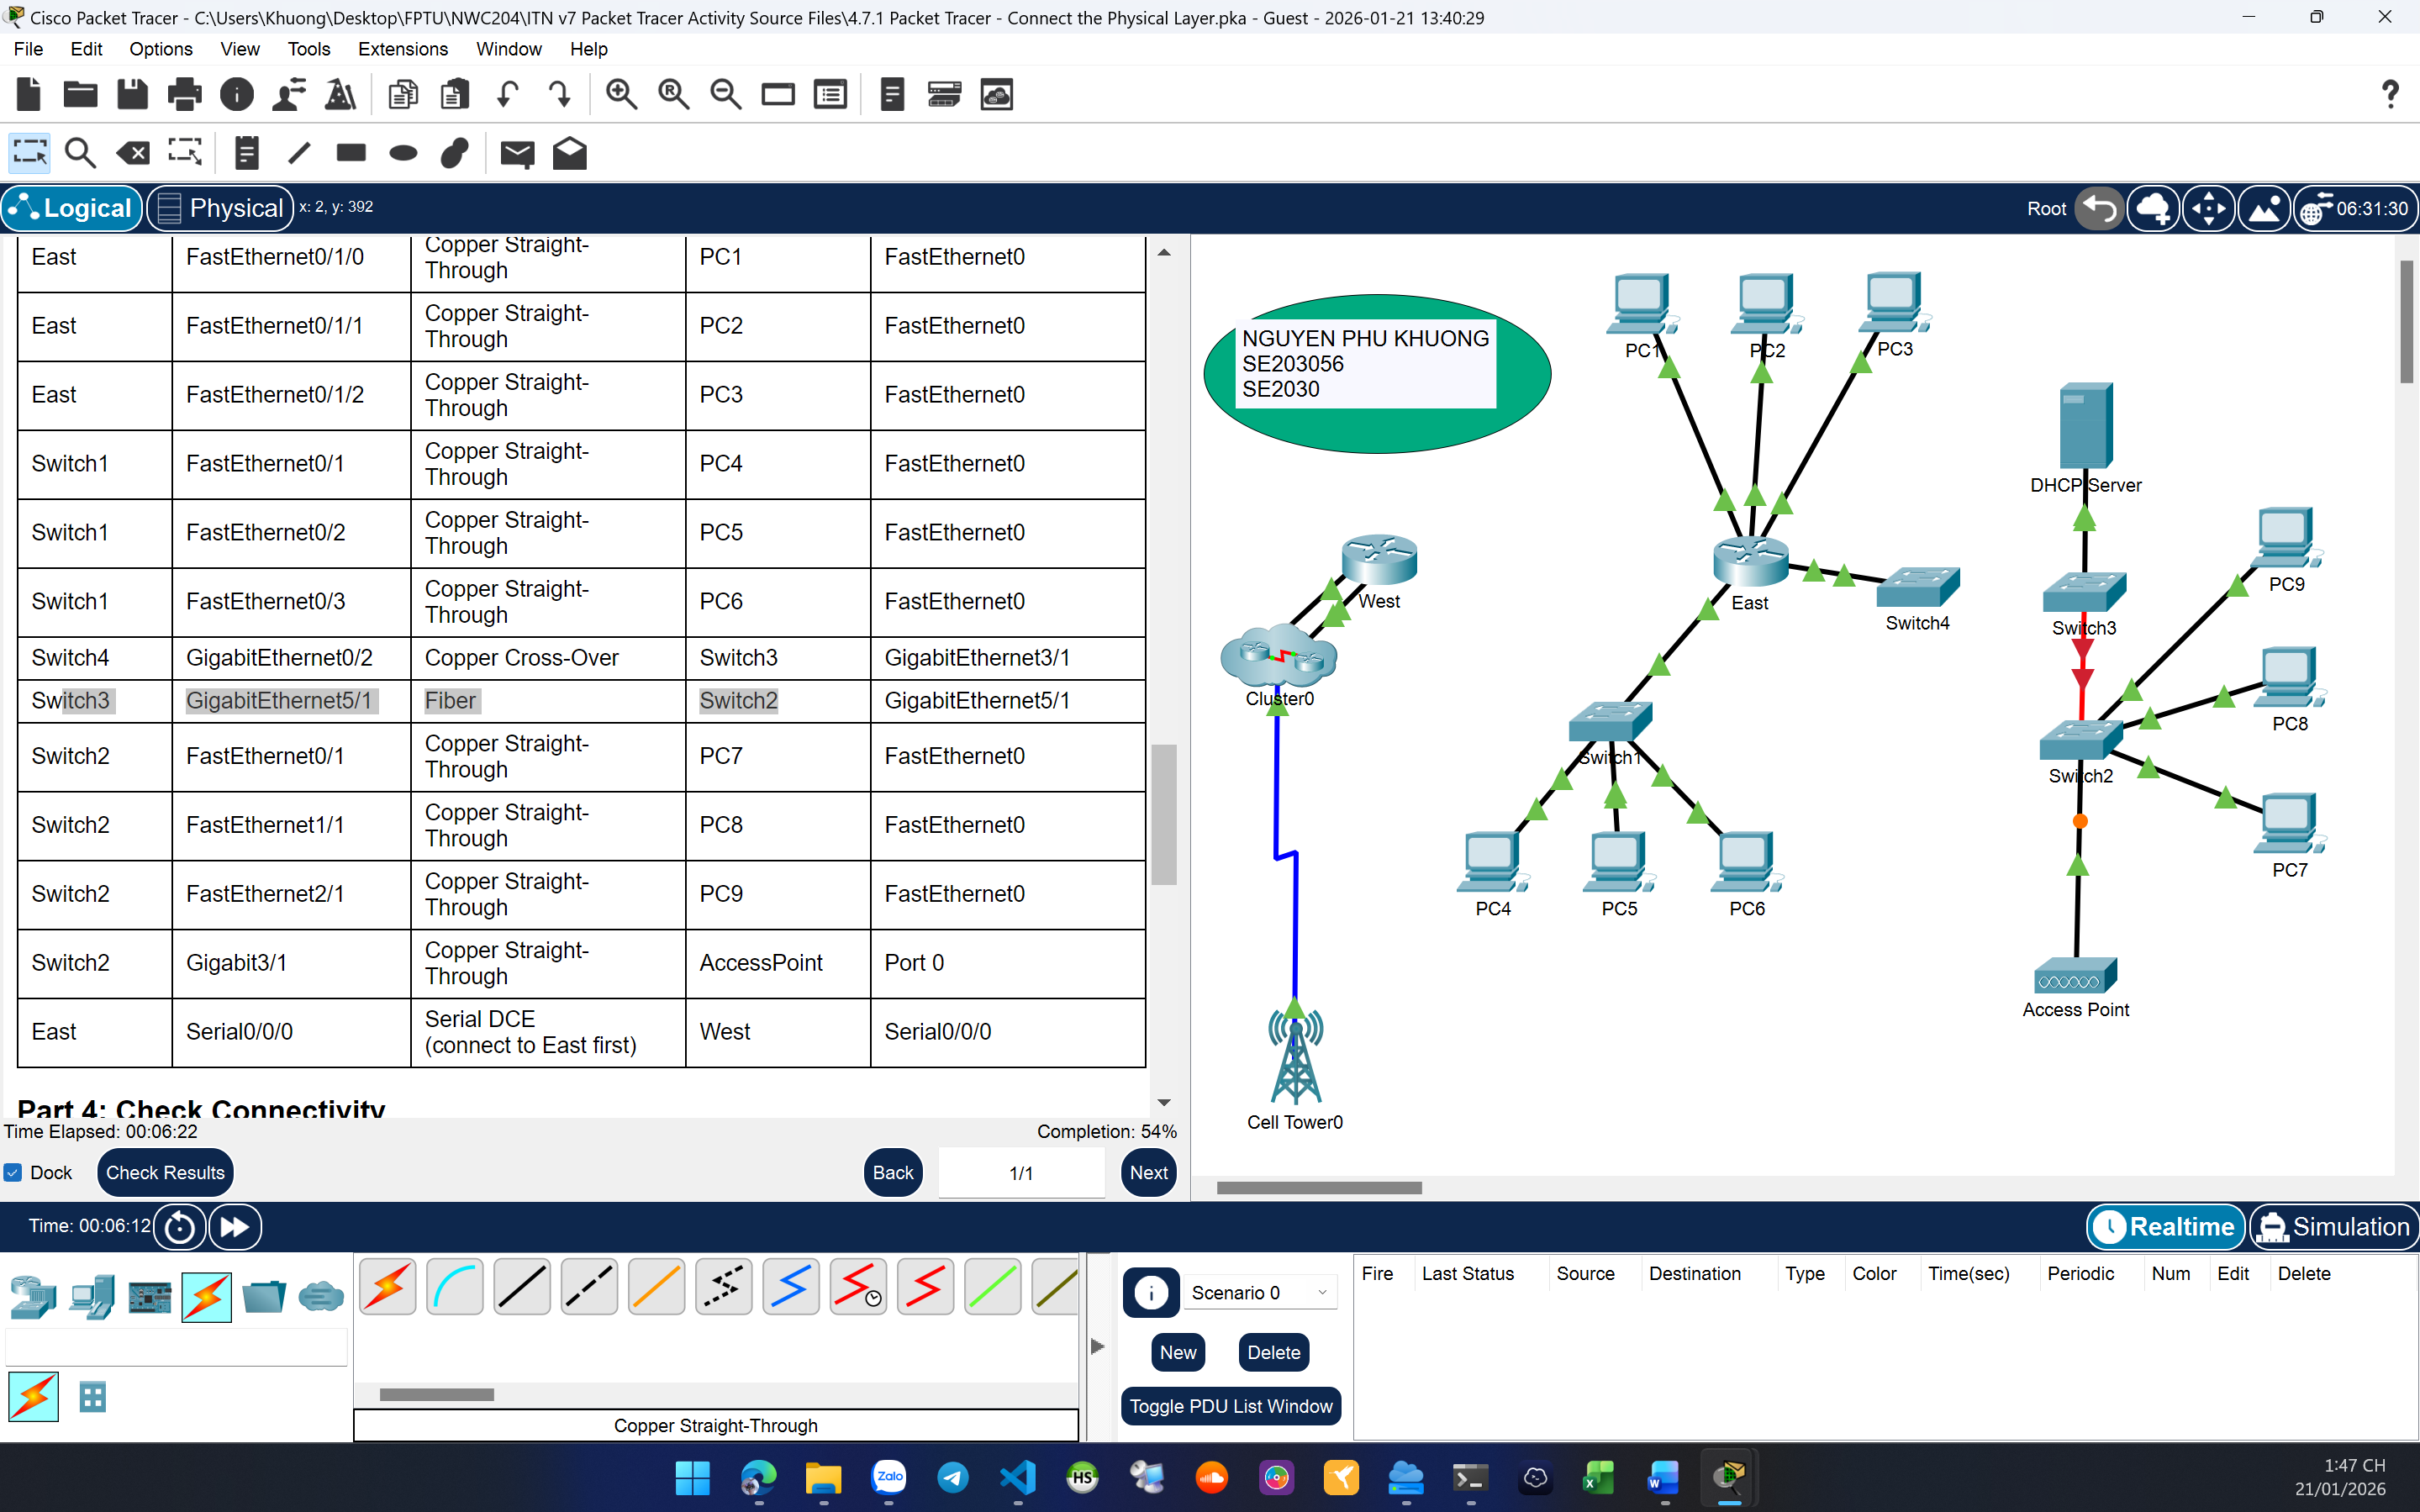 Cisco Packet Tracer - C:\Users\Khuong\Desktop\FPTU\NWC204\ITN v7 Packet Tracer Activity Source Files\4.7.1 Packet Tracer - Connect the Physical Layer.pka - Guest - 2026-01-21 13:40:29
File Edit Options View Tools Extensions Window Help
Logical Physical x: 2, y: 392 Root 06:31:30
East FastEthernet0/1/0 Copper Straight-
Through PC1 FastEthernet0
East FastEthernet0/1/1 Copper Straight-
Through PC2 FastEthernet0
East FastEthernet0/1/2 Copper Straight-
Through PC3 FastEthernet0
Switch1 FastEthernet0/1 Copper Straight-
Through PC4 FastEthernet0
Switch1 FastEthernet0/2 Copper Straight-
Through PC5 FastEthernet0
Switch1 FastEthernet0/3 Copper Straight-
Through PC6 FastEthernet0
Switch4 GigabitEthernet0/2 Copper Cross-Over Switch3 GigabitEthernet3/1
Switch3 GigabitEthernet5/1 Fiber Switch2 GigabitEthernet5/1
Switch2 FastEthernet0/1 Copper Straight-
Through PC7 FastEthernet0
Switch2 FastEthernet1/1 Copper Straight-
Through PC8 FastEthernet0
Switch2 FastEthernet2/1 Copper Straight-
Through PC9 FastEthernet0
Switch2 Gigabit3/1 Copper Straight-
Through AccessPoint Port 0
East Serial0/0/0 Serial DCE
(connect to East first) West Serial0/0/0
Part 4: Check Connectivity
Time Elapsed: 00:06:22 Completion: 54%
Dock Check Results Back 1/1 Next
NGUYEN PHU KHUONG
SE203056
SE2030
PC1 PC2 PC3
DHCP Server
PC9
West East Switch4 Switch3
Cluster0
PC8
Switch1 Switch2
PC7
PC4 PC5 PC6
Access Point
Cell Tower0
Time: 00:06:12 Realtime Simulation
Scenario 0
New Delete
Toggle PDU List Window
Fire Last Status Source Destination Type Color Time(sec) Periodic Num Edit Delete
Copper Straight-Through
Zalo
HS
1:47 CH
21/01/2026